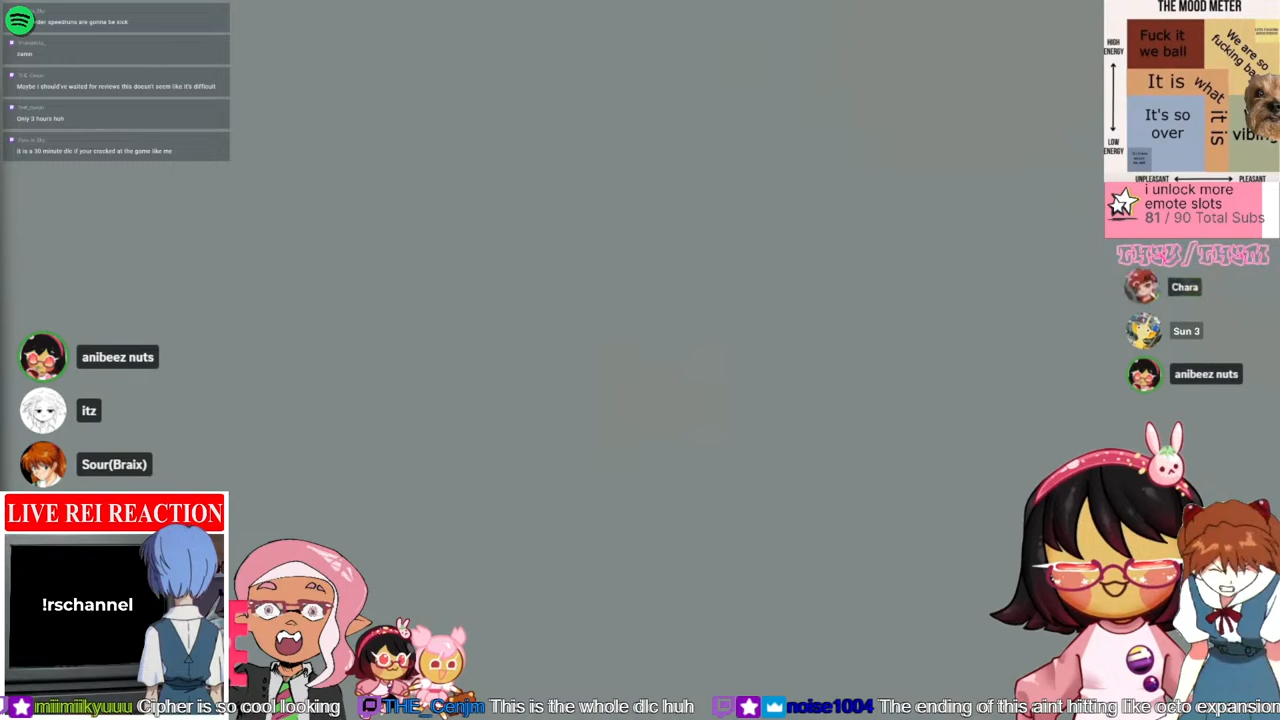 der speedruns are gonna be sick
THE_Cenjm
Maybe i should've waited for reviews this doesn't seem like it's difficult
THE_Cenjm
Only 3 hours huh
it is a 30 minute dlc if your cracked at the game like me
anibeez nuts
itz
Sour(Braix)
LIVE REI REACTION
!rschannel
THE MOOD METER
HIGH ENERGY
Fuck it we ball
We are so fucking ba
It is what it is
It's so over
vibin
LOW ENERGY
UNPLEASANT
PLEASANT
i unlock more
emote slots
81 / 90 Total Subs
Chara
Sun 3
anibeez nuts
miimiikyuuu Cipher is so cool looking THE_Cenjm This is the whole dlc huh noise1004 The ending of this aint hitting like octo expansion